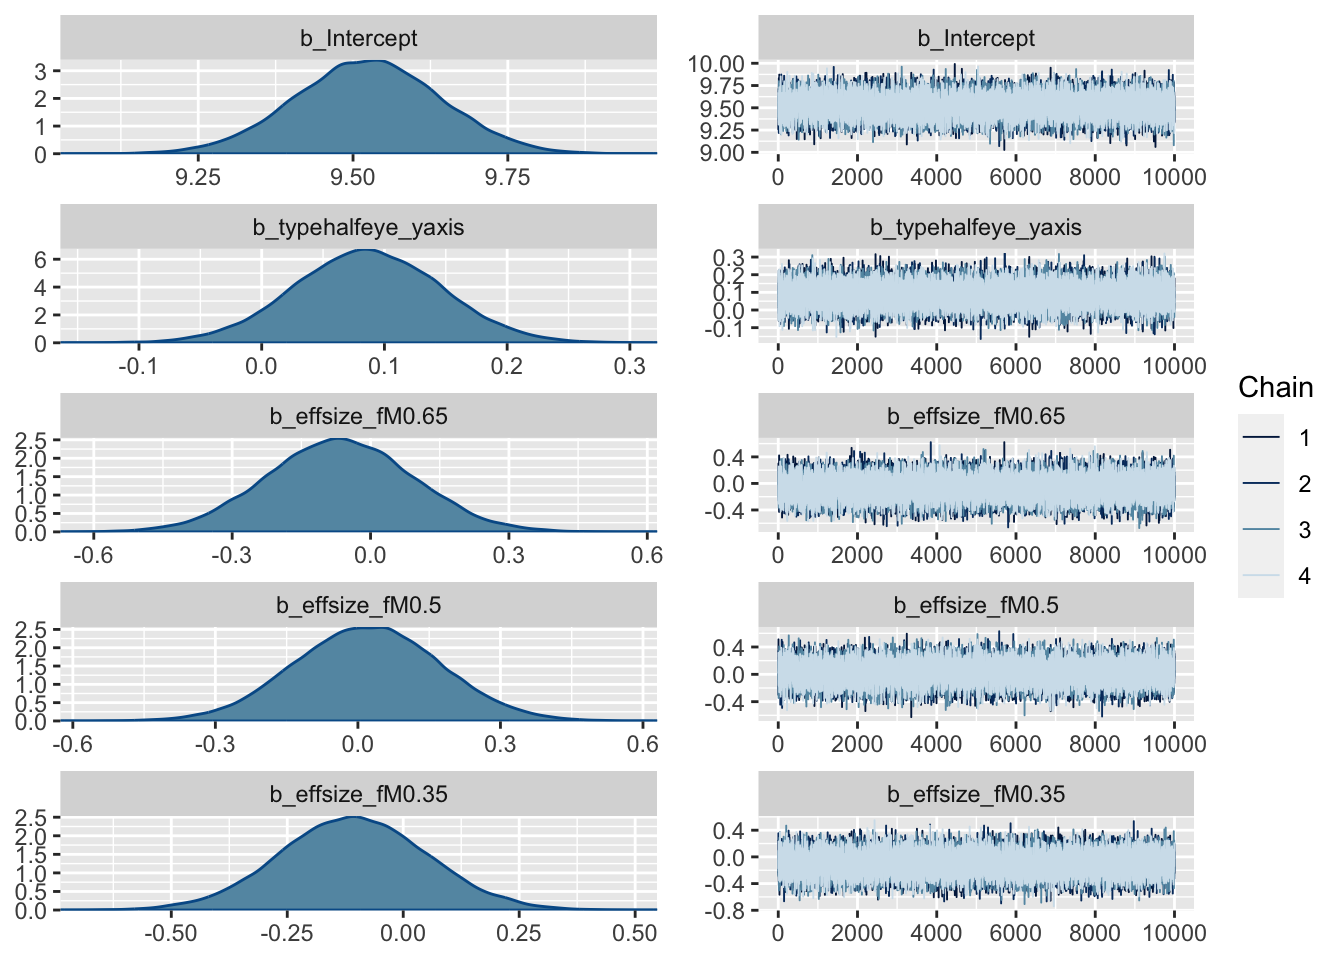 b_Intercept
3
2
1
0
9.25 9.50 9.75
b_Intercept
10.00
9.75
9.50
9.25
9.00
0 2000 4000 6000 8000 10000
b_typehalfeye_yaxis
6
4
2
0
-0.1 0.0 0.1 0.2 0.3
b_typehalfeye_yaxis
0.3
0.2
0.1
0.0
-0.1
0 2000 4000 6000 8000 10000
b_effsize_fM0.65
2.5
2.0
1.5
1.0
0.5
0.0
-0.6 -0.3 0.0 0.3 0.6
b_effsize_fM0.65
0.4
0.0
-0.4
0 2000 4000 6000 8000 10000
b_effsize_fM0.5
2.5
2.0
1.5
1.0
0.5
0.0
-0.6 -0.3 0.0 0.3 0.6
b_effsize_fM0.5
0.4
0.0
-0.4
0 2000 4000 6000 8000 10000
b_effsize_fM0.35
2.5
2.0
1.5
1.0
0.5
0.0
-0.50 -0.25 0.00 0.25 0.50
b_effsize_fM0.35
0.4
0.0
-0.4
-0.8
0 2000 4000 6000 8000 10000
Chain
1
2
3
4